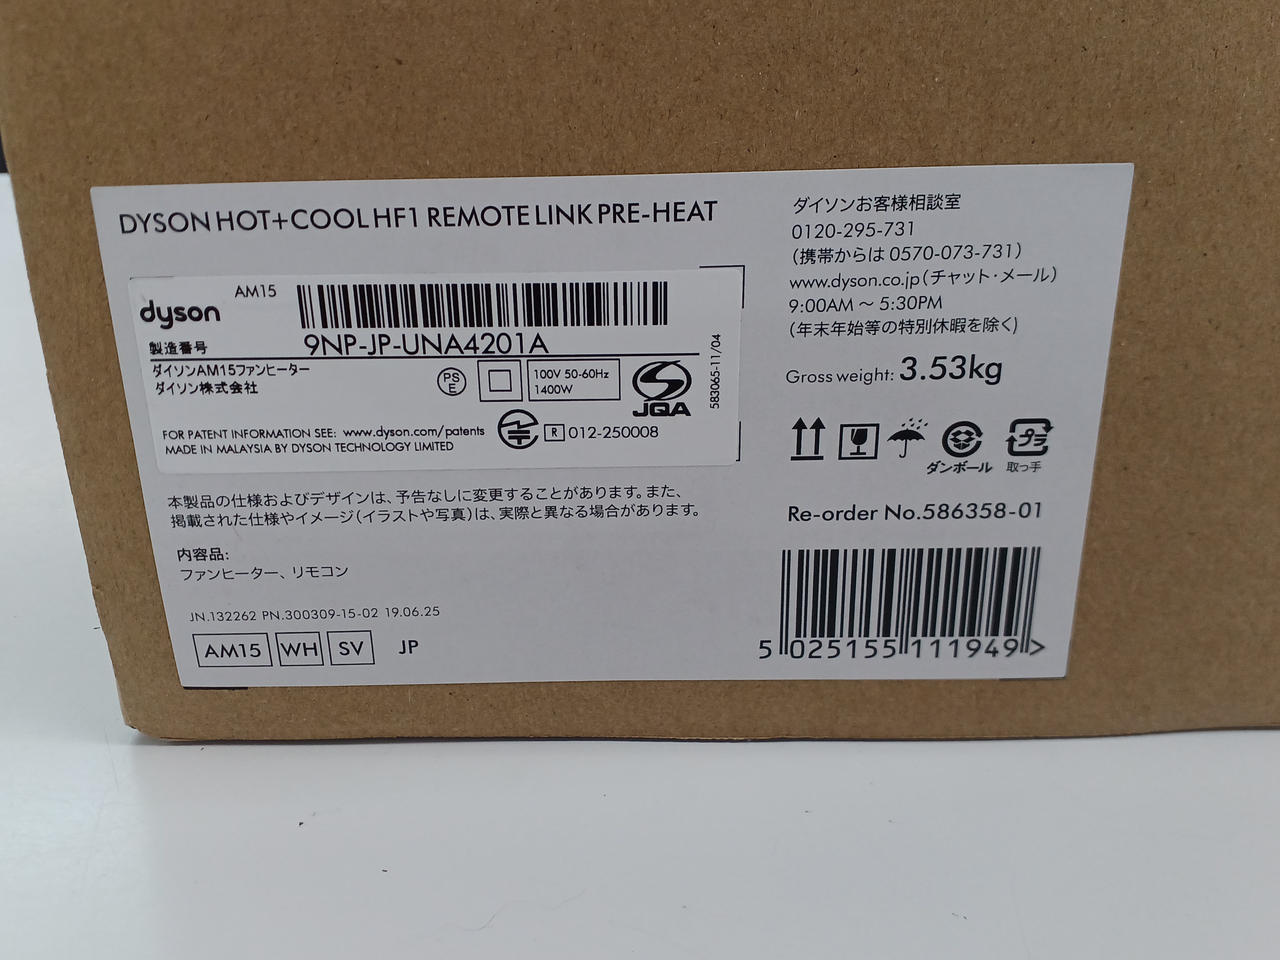 DYSON HOT+COOL HF1 REMOTE LINK PRE-HEAT
dyson
AM15
製造番号
9NP-JP-UNA4201A
ダイソンAM15ファンヒーター
ダイソン株式会社
PS
E
100V 50-60Hz
1400W
JQA
583065-11/04
FOR PATENT INFORMATION SEE: www.dyson.com/patents
MADE IN MALAYSIA BY DYSON TECHNOLOGY LIMITED
R 012-250008
本製品の仕様およびデザインは、予告なしに変更することがあります。また、
掲載された仕様やイメージ(イラストや写真)は、実際と異なる場合があります。
内容品:
ファンヒーター、リモコン
JN.132262 PN.300309-15-02 19.06.25
AM15 WH SV JP
ダイソンお客様相談室
0120-295-731
(携帯からは 0570-073-731)
www.dyson.co.jp(チャット・メール)
9:00AM ~ 5:30PM
(年末年始等の特別休暇を除く)
Gross weight: 3.53kg
ダンボール
プラ
取っ手
Re-order No.586358-01
5 025155 111949 >